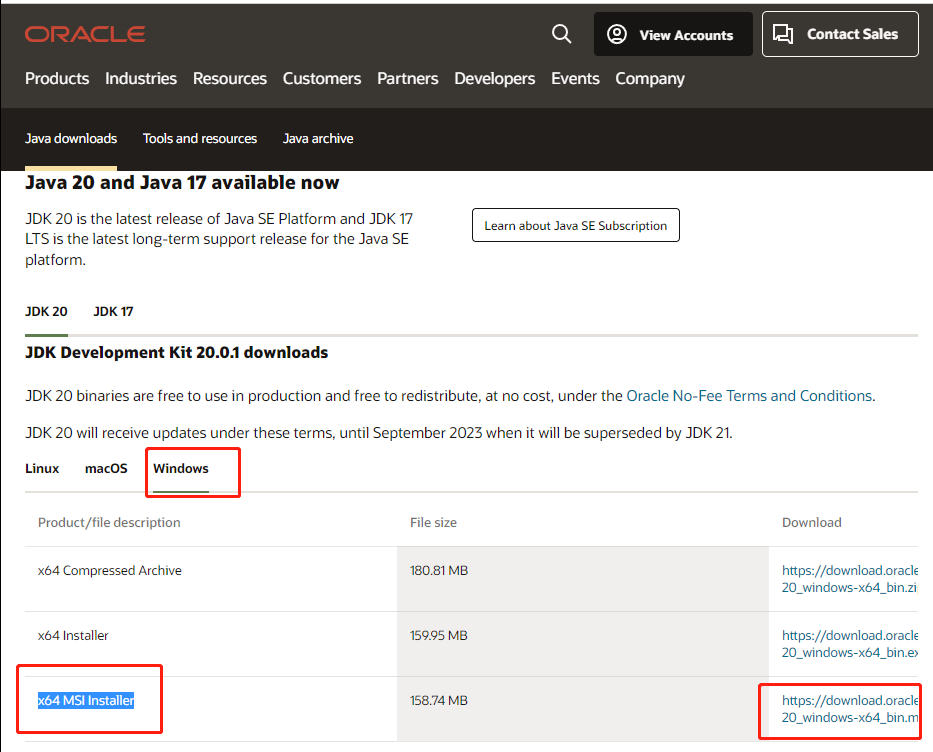 ORACLE
View Accounts
Contact Sales
Products Industries Resources Customers Partners Developers Events Company
Java downloads Tools and resources Java archive
Java 20 and Java 17 available now
JDK 20 is the latest release of Java SE Platform and JDK 17
LTS is the latest long-term support release for the Java SE
platform.
Learn about Java SE Subscription
JDK 20 JDK 17
JDK Development Kit 20.0.1 downloads
JDK 20 binaries are free to use in production and free to redistribute, at no cost, under the Oracle No-Fee Terms and Conditions.
JDK 20 will receive updates under these terms, until September 2023 when it will be superseded by JDK 21.
Linux macOS Windows
Product/file description File size Download
x64 Compressed Archive 180.81 MB https://download.oracle
20_windows-x64_bin.zi
x64 Installer 159.95 MB https://download.oracle
20_windows-x64_bin.ex
x64 MSI Installer 158.74 MB https://download.oracle
20_windows-x64_bin.m